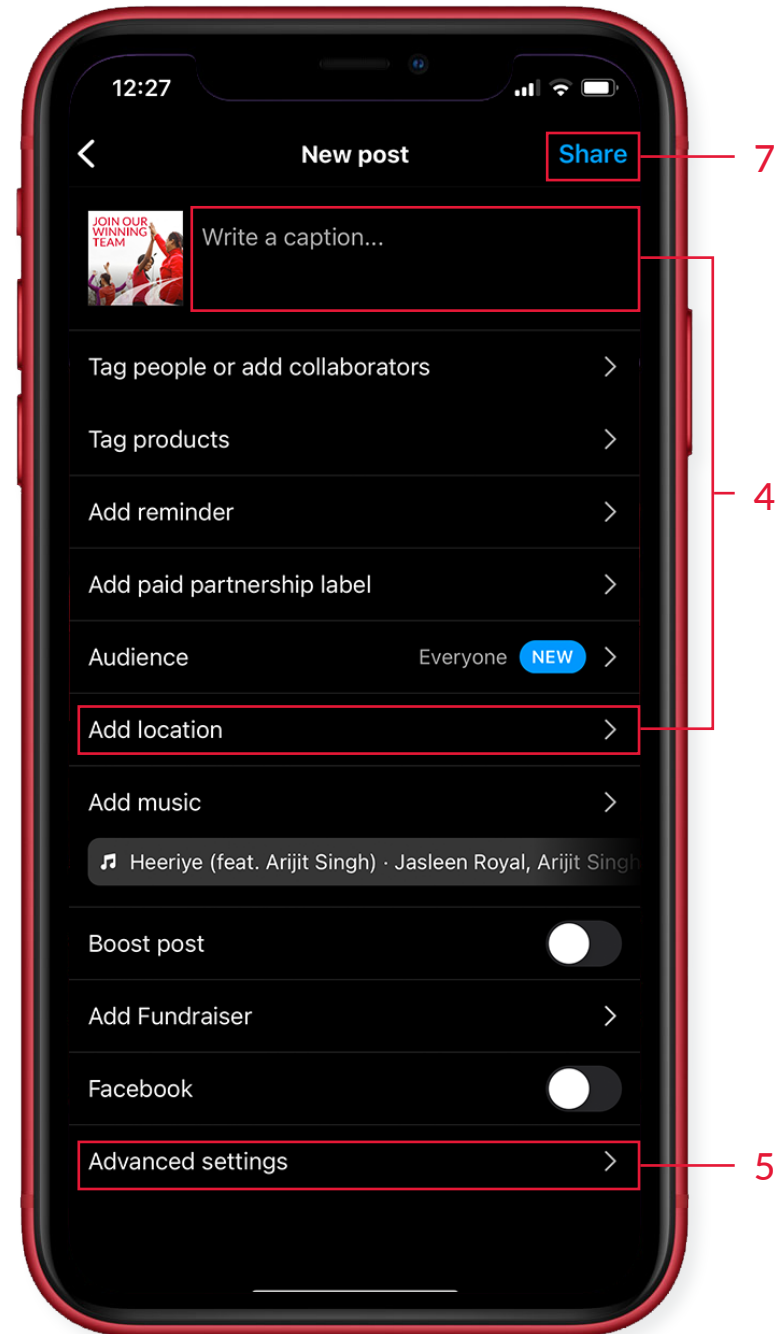 12:27
New post
Share
7
JOIN OUR
WINNING
TEAM
Write a caption...
Tag people or add collaborators
Tag products
4
Add reminder
Add paid partnership label
Audience
Everyone
NEW
Add location
Add music
Heeriye (feat. Arijit Singh) · Jasleen Royal, Arijit Singh
Boost post
Add Fundraiser
Facebook
Advanced settings
5